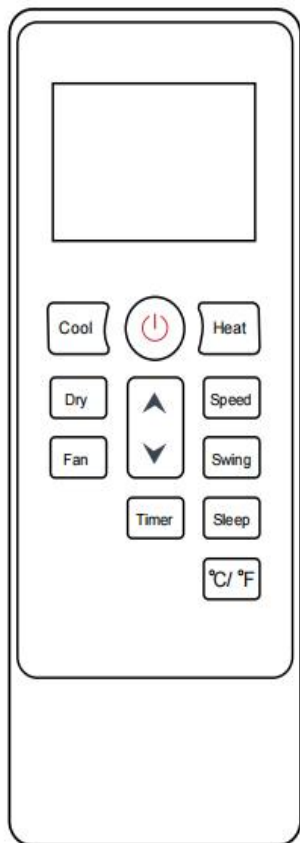 Cool Heat
Dry Speed
Fan Swing
Timer Sleep
°C/ °F